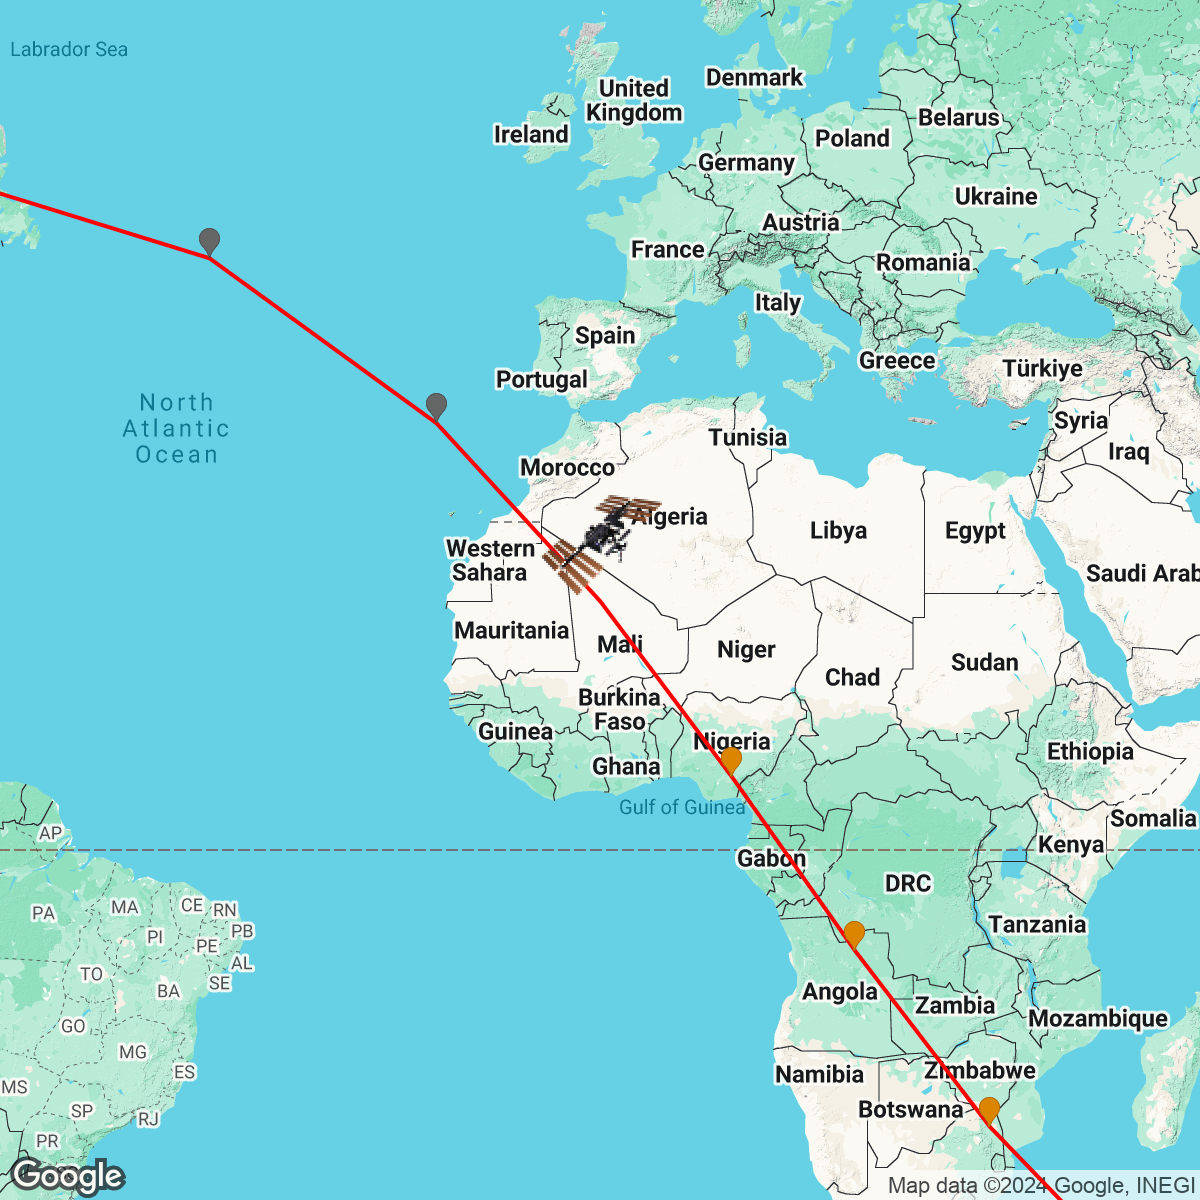 Labrador Sea
Denmark
United
Kingdom
Ireland
Belarus
Poland
Germany
Ukraine
Austria
France
Romania
Italy
Spain
Greece
Türkiye
Portugal
North
Atlantic
Ocean
Syria
Tunisia
Iraq
Morocco
Algeria
Libya
Egypt
Western
Sahara
Saudi Arab
Mauritania
Mali
Niger
Sudan
Chad
Burkina
Faso
Guinea
Nigeria
Ethiopia
Ghana
Gulf of Guinea
Somalia
AP
Kenya
Gabon
DRC
CE
RN
MA
PA
Tanzania
PB
PI
PE
AL
TO
SE
BA
Angola
Zambia
Mozambique
GO
MG
Zimbabwe
ES
Namibia
MS
Botswana
SP
RJ
PR
Google
Map data ©2024 Google, INEGI